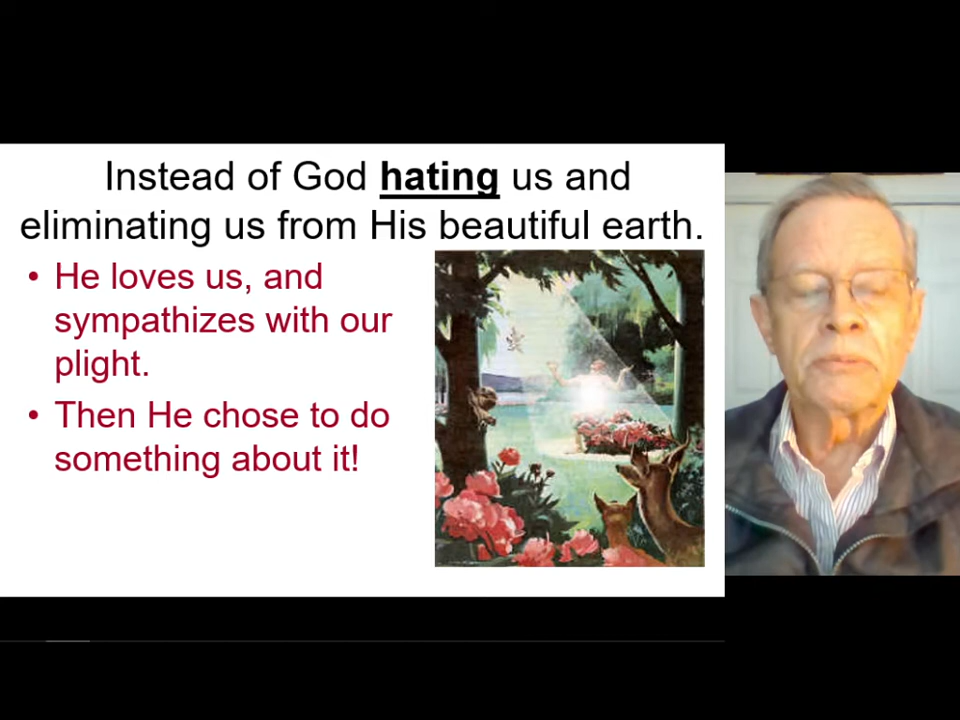 Instead of God hating us and
eliminating us from His beautiful earth.
• He loves us, and
sympathizes with our
plight.
• Then He chose to do
something about it!